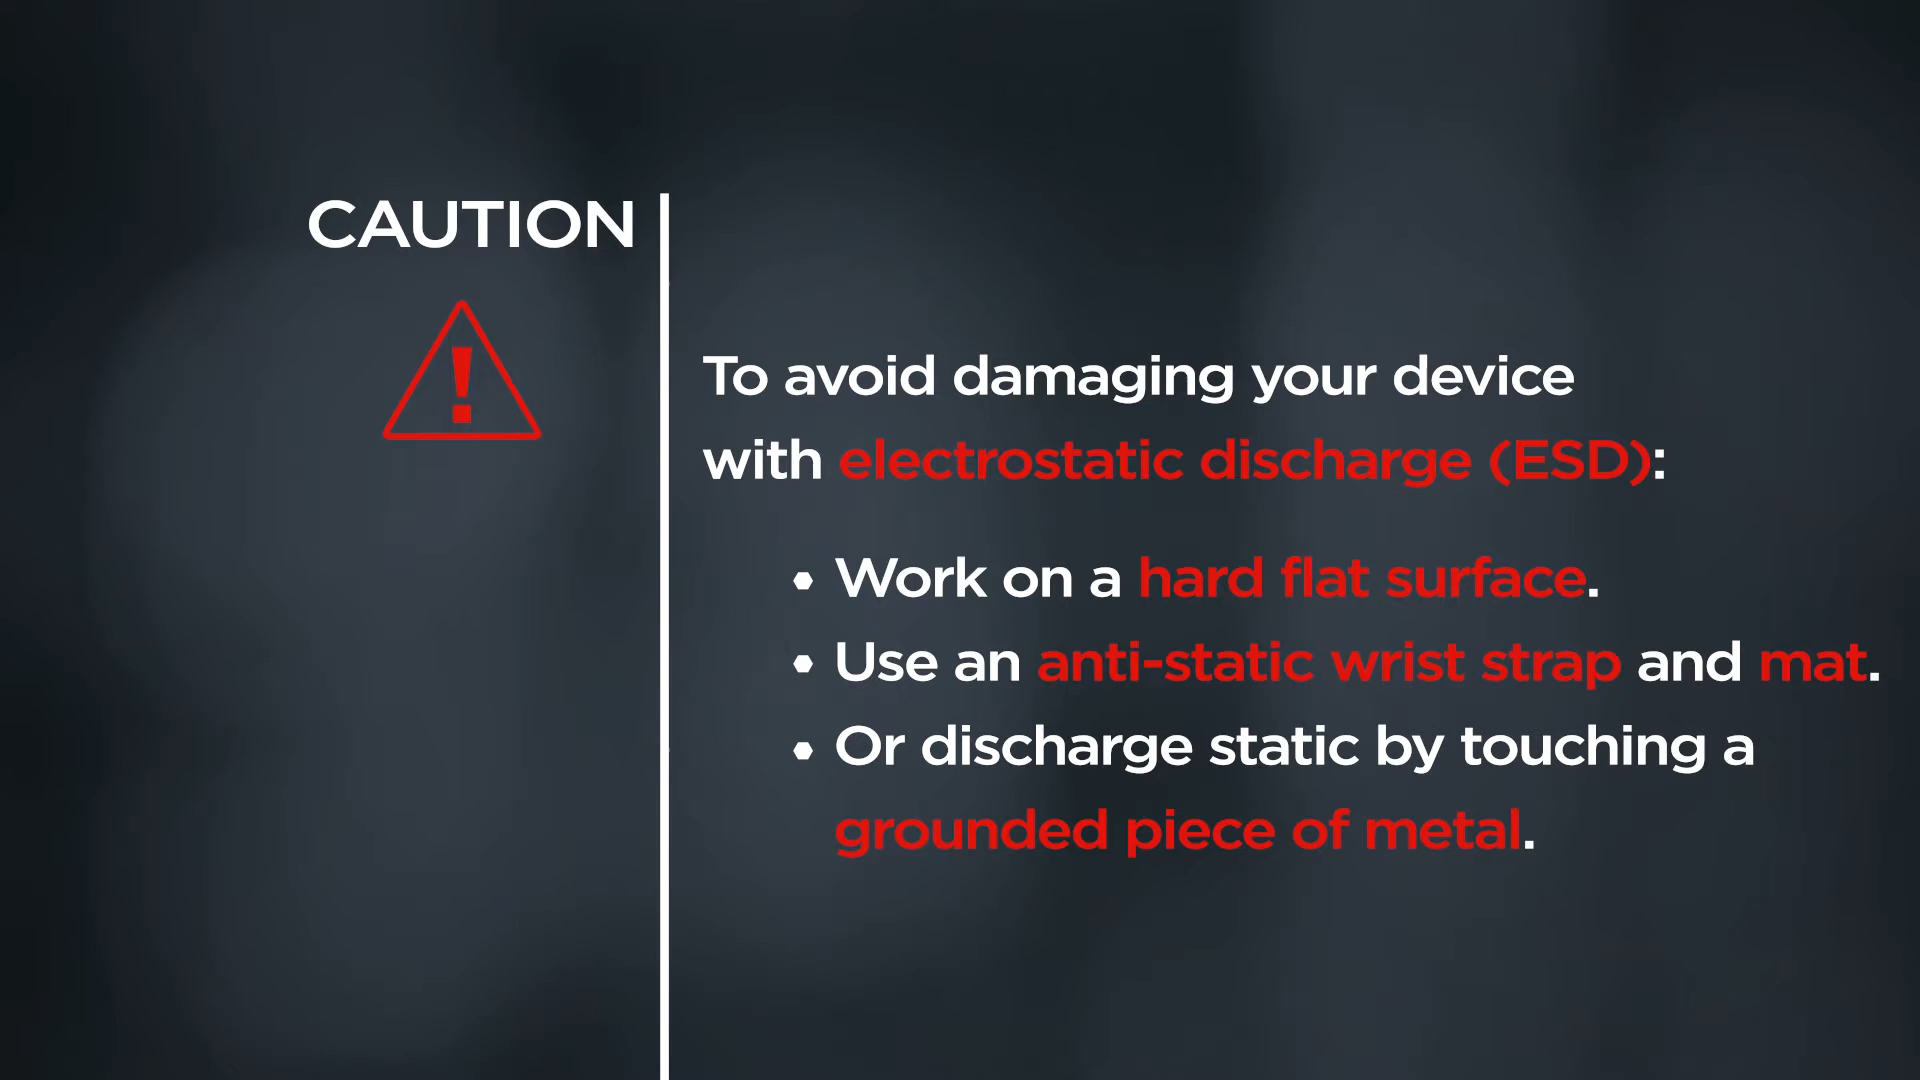 CAUTION
!
To avoid damaging your device
with electrostatic discharge (ESD):
• Work on a hard flat surface.
• Use an anti-static wrist strap and mat.
• Or discharge static by touching a
grounded piece of metal.